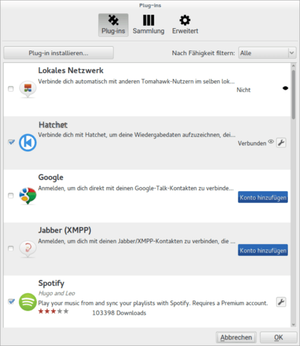 Plug-ins
Plug-ins Sammlung Erweitert
Plug-in installieren... Nach Fähigkeit filtern: Alle
Lokales Netzwerk
Verbinde dich automatisch mit anderen Tomahawk-Nutzern im selben lok...
Nicht
Hatchet
Verbinde dich mit Hatchet, um deine Wiedergabedaten aufzuzeichnen, dei...
Verbunden
Google
Anmelden, um dich direkt mit deinen Google-Talk-Kontakten zu verbinde...
Konto hinzufügen
Jabber (XMPP)
Anmelden, um dich mit deinen Jabber/XMPP-Kontakten zu verbinden, die ...
Konto hinzufügen
Spotify
Hugo and Leo
Play your music from and sync your playlists with Spotify. Requires a Premium account.
103398 Downloads
Abbrechen OK